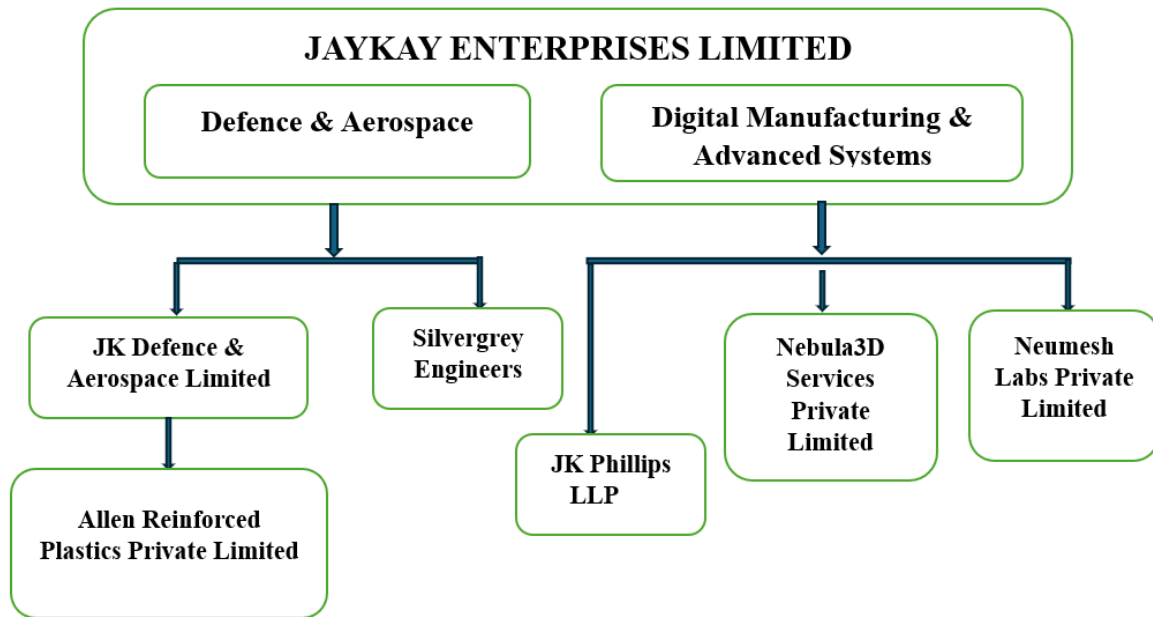 JAYKAY ENTERPRISES LIMITED
Defence & Aerospace
Digital Manufacturing &
Advanced Systems
JK Defence &
Aerospace Limited
Silvergrey
Engineers
JK Phillips
LLP
Nebula3D
Services
Private
Limited
Neumesh
Labs Private
Limited
Allen Reinforced
Plastics Private Limited